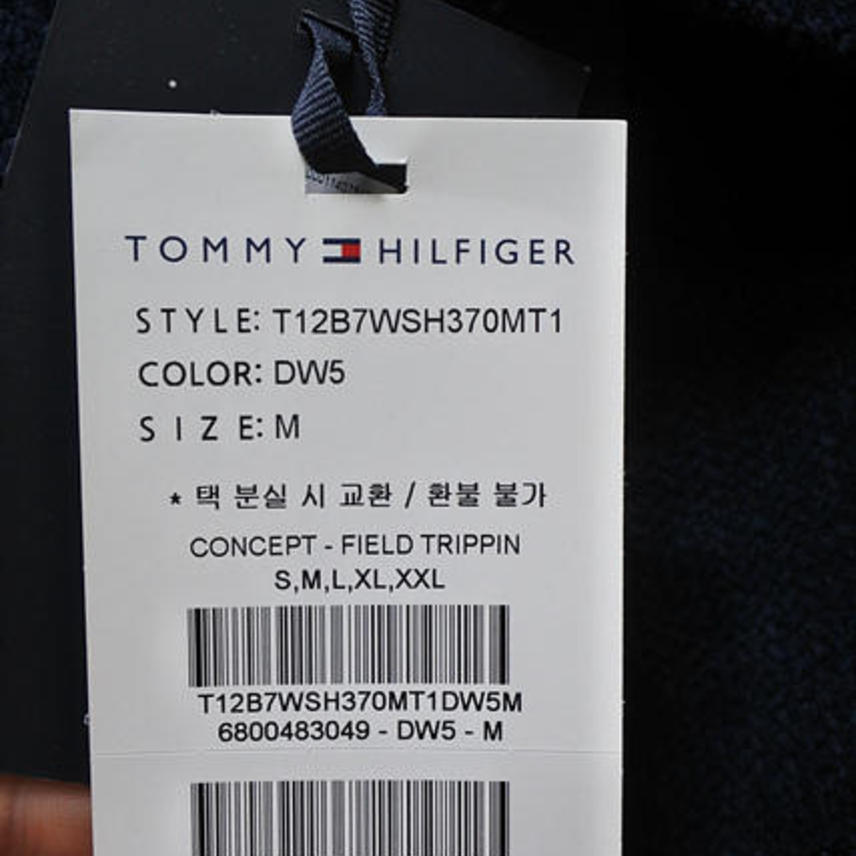 TOMMY HILFIGER
STYLE: T12B7WSH370MT1
COLOR: DW5
SIZE: M
* 택 분실 시 교환 / 환불 불가
CONCEPT - FIELD TRIPPIN
S,M,L,XL,XXL
T12B7WSH370MT1DW5M
6800483049 - DW5 - M